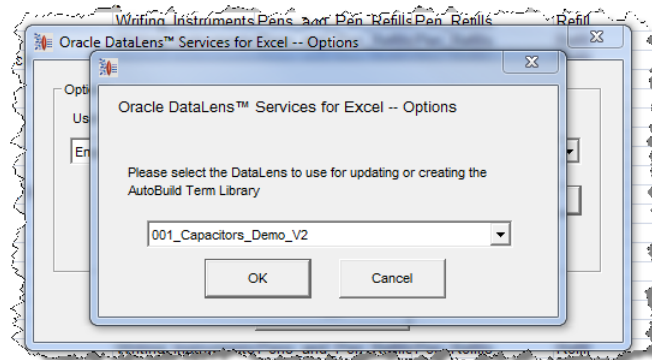 Writing Instruments Pens and Pen Refills Pen Refills Refill
Oracle DataLens™ Services for Excel -- Options
Oracle DataLens™ Services for Excel -- Options
Please select the DataLens to use for updating or creating the
AutoBuild Term Library
001_Capacitors_Demo_V2
OK Cancel